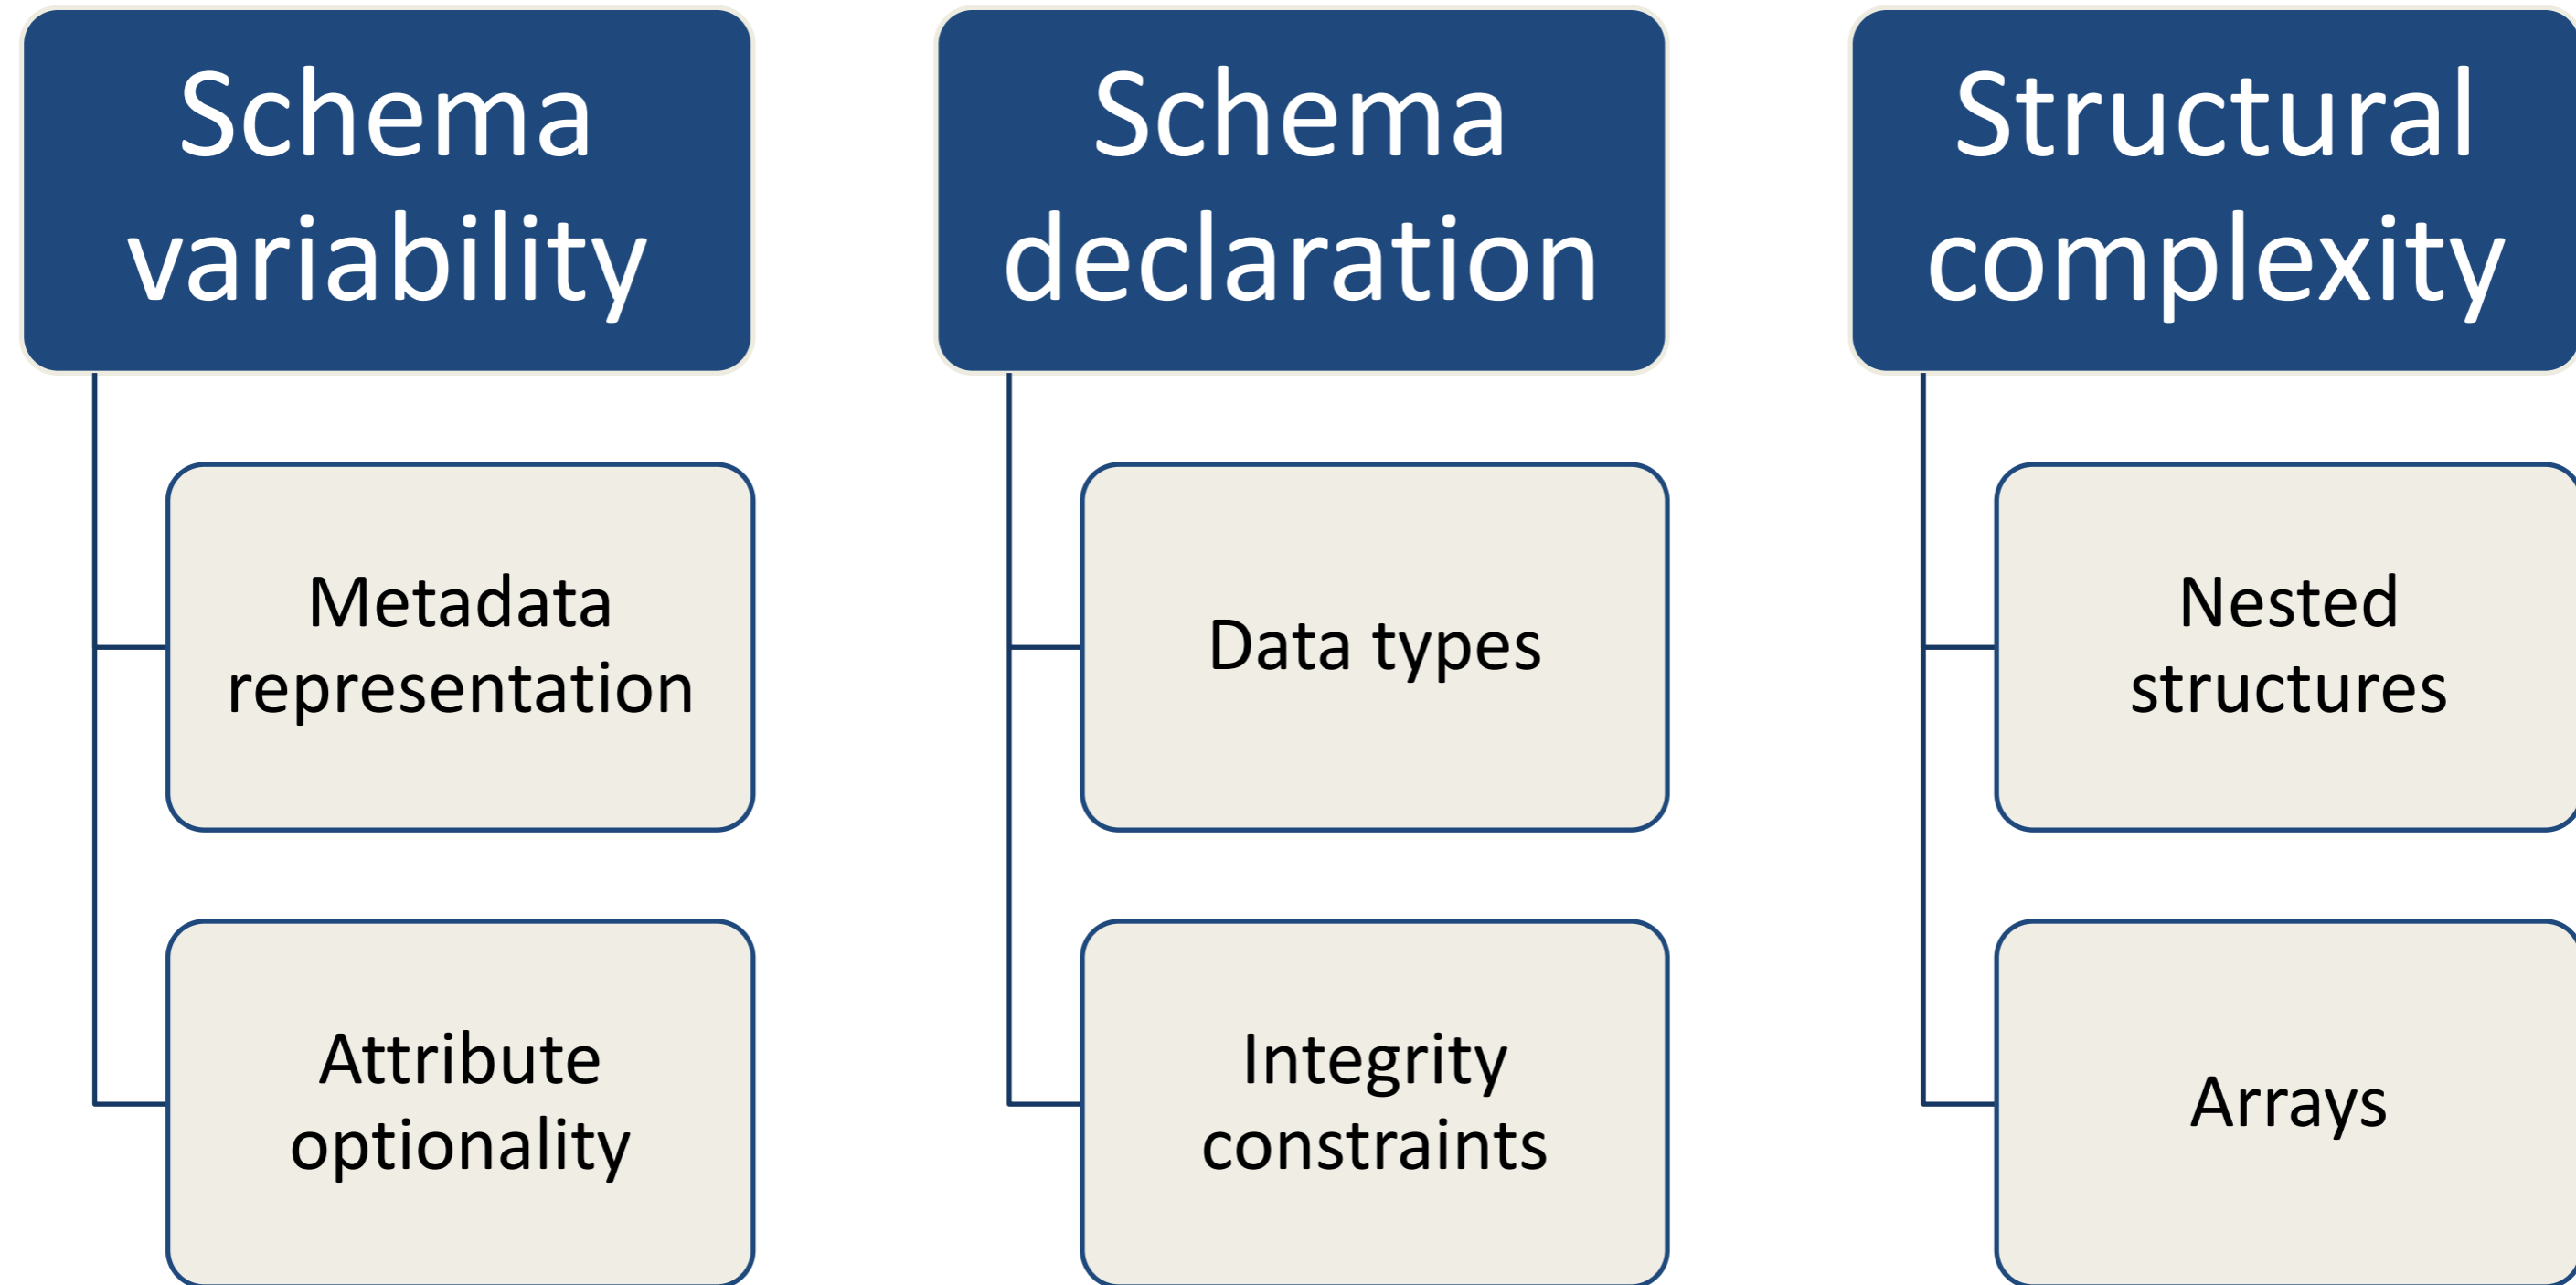 Schema
variability
Metadata
representation
Attribute
optionality
Schema
declaration
Data types
Integrity
constraints
Structural
complexity
Nested
structures
Arrays